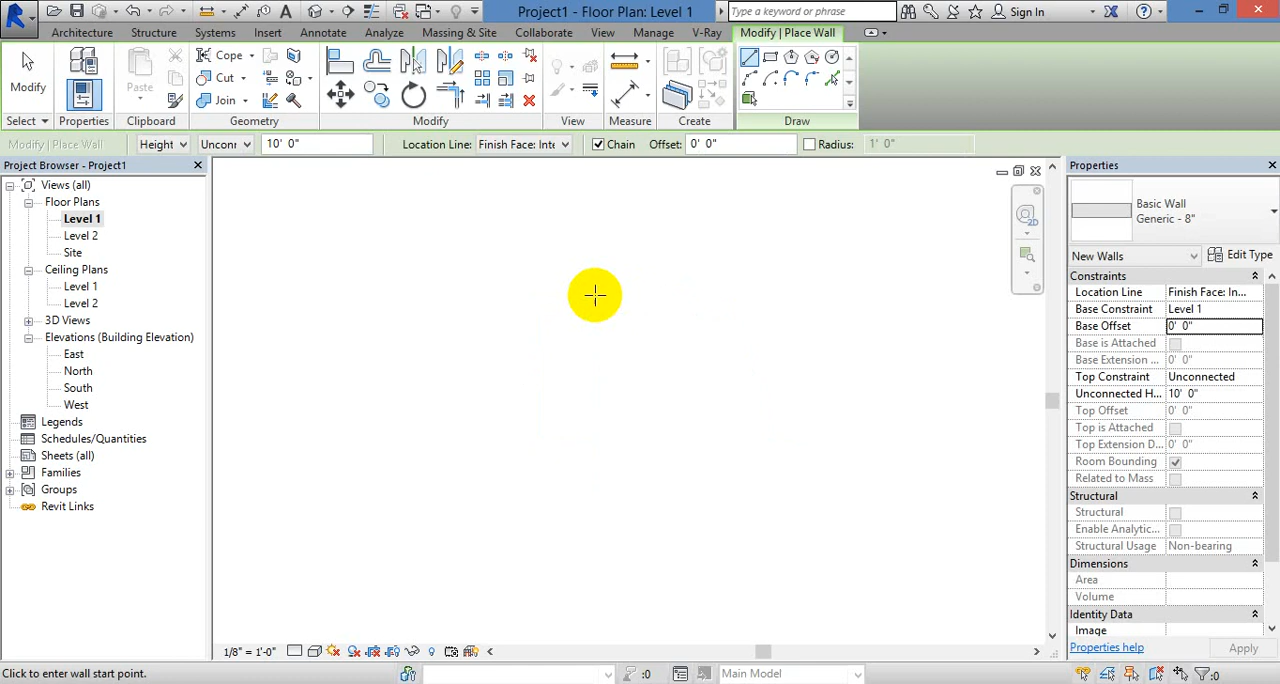 Project1 - Floor Plan: Level 1
Type a keyword or phrase
Sign In
Architecture Structure Systems Insert Annotate Analyze Massing & Site Collaborate View Manage V-Ray Modify | Place Wall
Modify
Paste
Cope
Cut
Join
Select Properties Clipboard Geometry Modify View Measure Create Draw
Modify | Place Wall Height Unconr 10' 0" Location Line: Finish Face: Inte Chain Offset: 0' 0" Radius: 1' 0"
Project Browser - Project1
Views (all)
Floor Plans
Level 1
Level 2
Site
Ceiling Plans
Level 1
Level 2
3D Views
Elevations (Building Elevation)
East
North
South
West
Legends
Schedules/Quantities
Sheets (all)
Families
Groups
Revit Links
2D
Properties
Basic Wall
Generic - 8"
New Walls Edit Type
Constraints
Location Line Finish Face: In...
Base Constraint Level 1
Base Offset 0' 0"
Base is Attached
Base Extension ... 0' 0"
Top Constraint Unconnected
Unconnected H... 10' 0"
Top Offset 0' 0"
Top is Attached
Top Extension D... 0' 0"
Room Bounding
Related to Mass
Structural
Structural
Enable Analytic...
Structural Usage Non-bearing
Dimensions
Area
Volume
Identity Data
Image
Properties help Apply
1/8" = 1'-0"
Click to enter wall start point. :0 Main Model :0